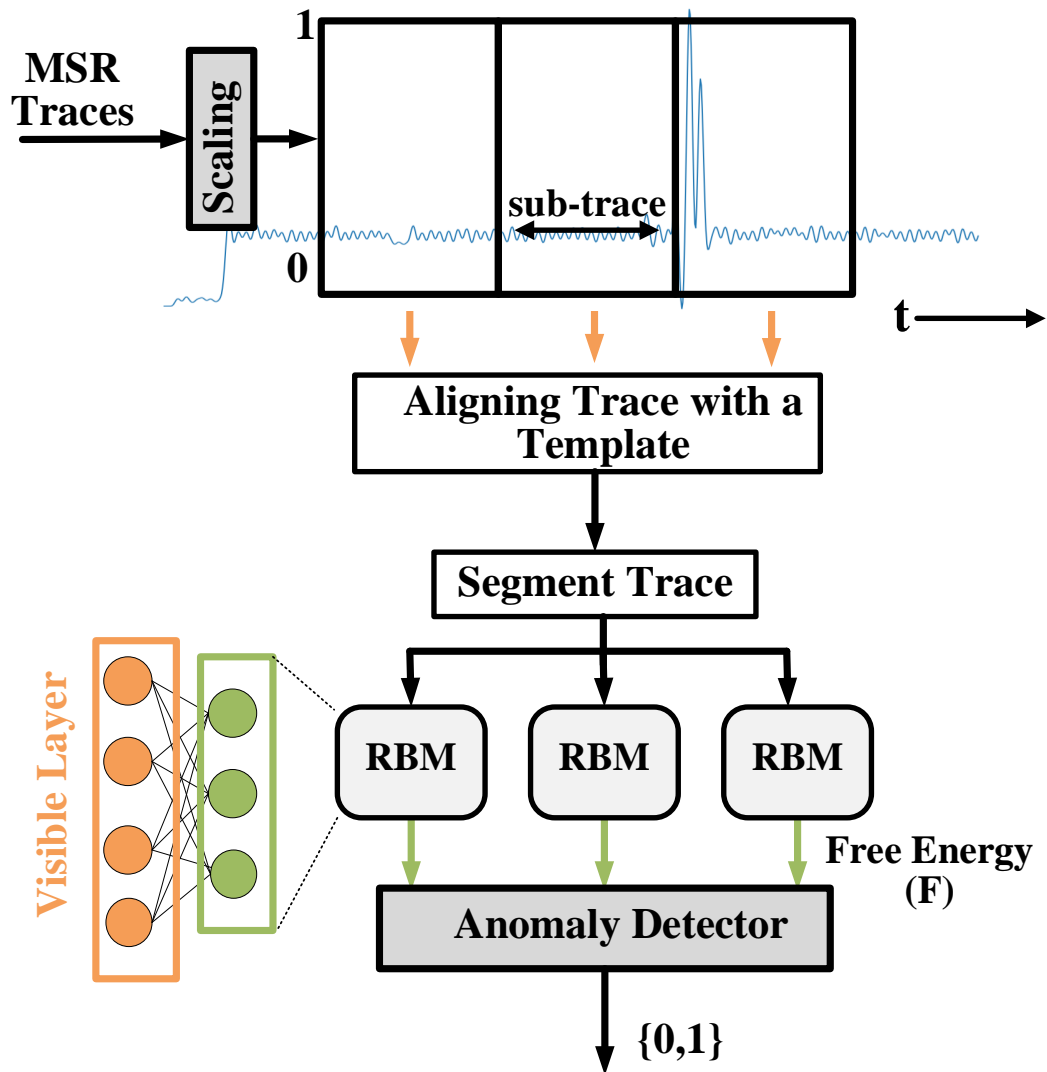 MSR
Traces
Scaling
1
0
sub-trace
t
Aligning Trace with a
Template
Segment Trace
Visible Layer
RBM
RBM
RBM
Free Energy
(F)
Anomaly Detector
{0,1}